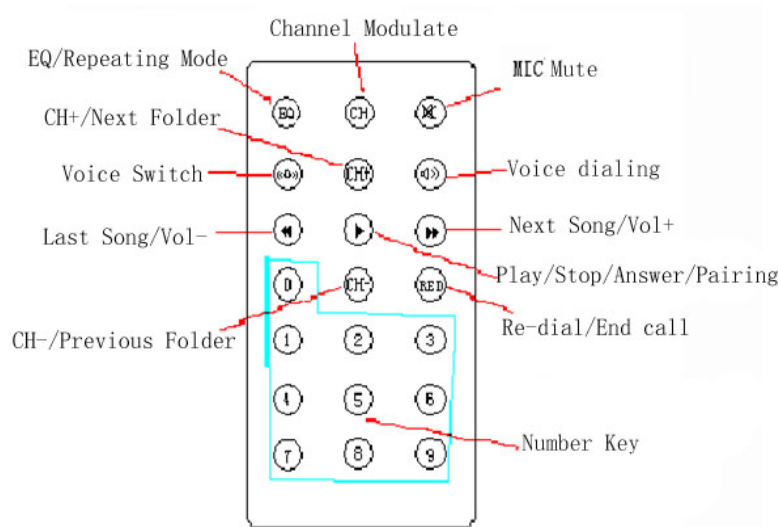 Channel Modulate
EQ/Repeating Mode
MIC Mute
EQ CH
CH+/Next Folder
Voice Switch CH+ Voice dialing
Last Song/Vol- Next Song/Vol+
Play/Stop/Answer/Pairing
0 CH- RED
CH-/Previous Folder Re-dial/End call
1 2 3
4 5 6
Number Key
7 8 9